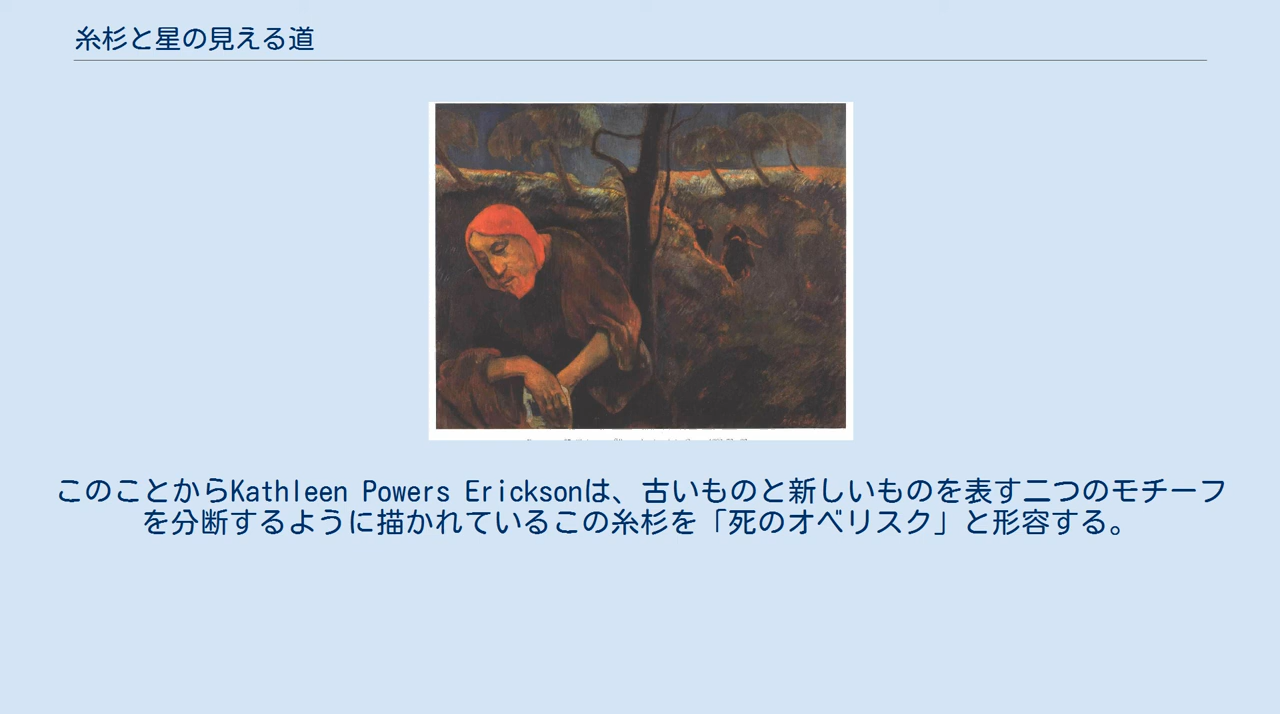 糸杉と星の見える道
このことからKathleen Powers Ericksonは、古いものと新しいものを表す二つのモチーフ
を分断するように描かれているこの糸杉を「死のオベリスク」と形容する。